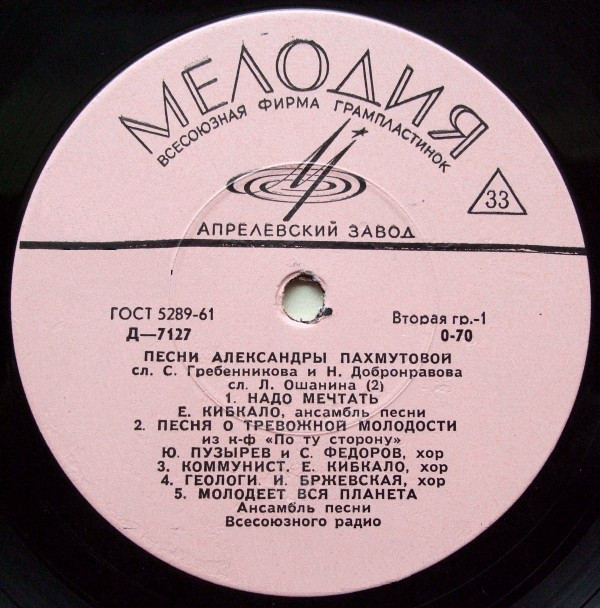 МЕЛОДИЯ
ВСЕСОЮЗНАЯ ФИРМА ГРАМПЛАСТИНОК
33
АПРЕЛЕВСКИЙ ЗАВОД
ГОСТ 5289-61
Вторая гр.-1
Д—7127
0-70
ПЕСНИ АЛЕКСАНДРЫ ПАХМУТОВОЙ
сл. С. Гребенникова и Н. Добронравова
сл. Л. Ошанина (2)
1. НАДО МЕЧТАТЬ
Е. КИБКАЛО, ансамбль песни
2. ПЕСНЯ О ТРЕВОЖНОЙ МОЛОДОСТИ
из к-ф «По ту сторону»
Ю. ПУЗЫРЕВ и С. ФЕДОРОВ, хор
3. КОММУНИСТ. Е. КИБКАЛО, хор
4. ГЕОЛОГИ. И. БРЖЕВСКАЯ, хор
5. МОЛОДЕЕТ ВСЯ ПЛАНЕТА
Ансамбль песни
Всесоюзного радио